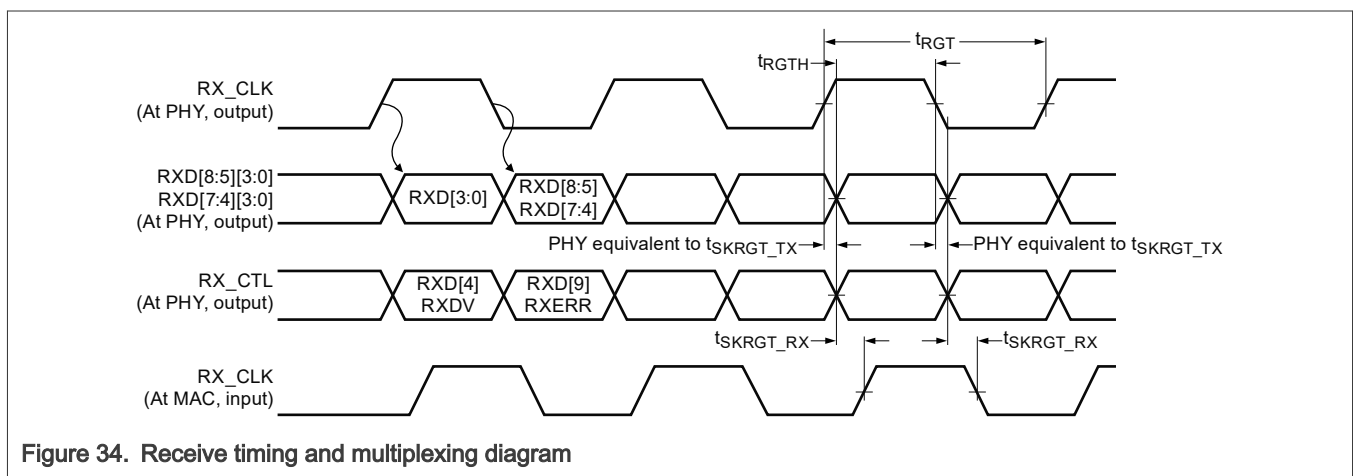 tRGT
tRGTH
RX_CLK
(At PHY, output)
RXD[8:5][3:0]
RXD[7:4][3:0]
(At PHY, output)
RXD[3:0]
RXD[8:5]
RXD[7:4]
PHY equivalent to tSKRGT_TX
PHY equivalent to tSKRGT_TX
RX_CTL
(At PHY, output)
RXD[4]
RXDV
RXD[9]
RXERR
tSKRGT_RX
tSKRGT_RX
RX_CLK
(At MAC, input)
Figure 34. Receive timing and multiplexing diagram